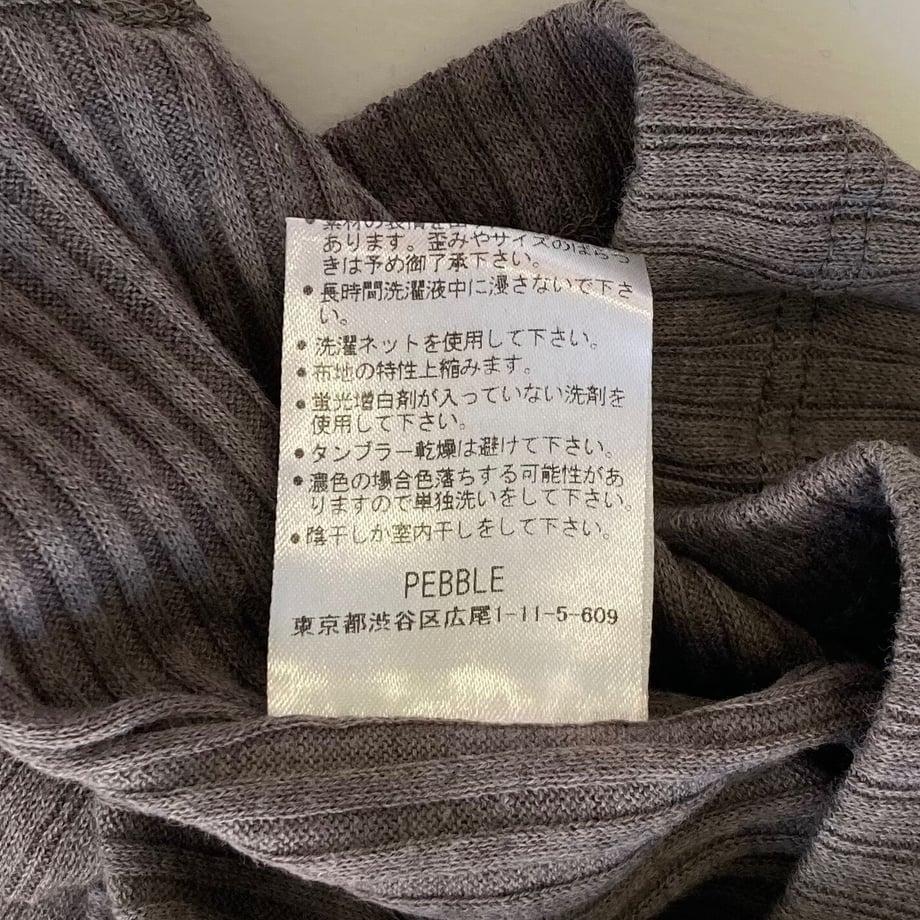 ●素材の表情を
あります。歪みやサイズのばらつ
きは予め御了承下さい。
●長時間洗濯液中に浸さないで下さ
い。
●洗濯ネットを使用して下さい。
●布地の特性上縮みます。
●蛍光増白剤が入っていない洗剤を
使用して下さい。
●タンブラー乾燥は避けて下さい。
●濃色の場合色落ちする可能性があ
りますので単独洗いをして下さい。
●陰干しか室内干しをして下さい。
PEBBLE
東京都渋谷区広尾1-11-5-609